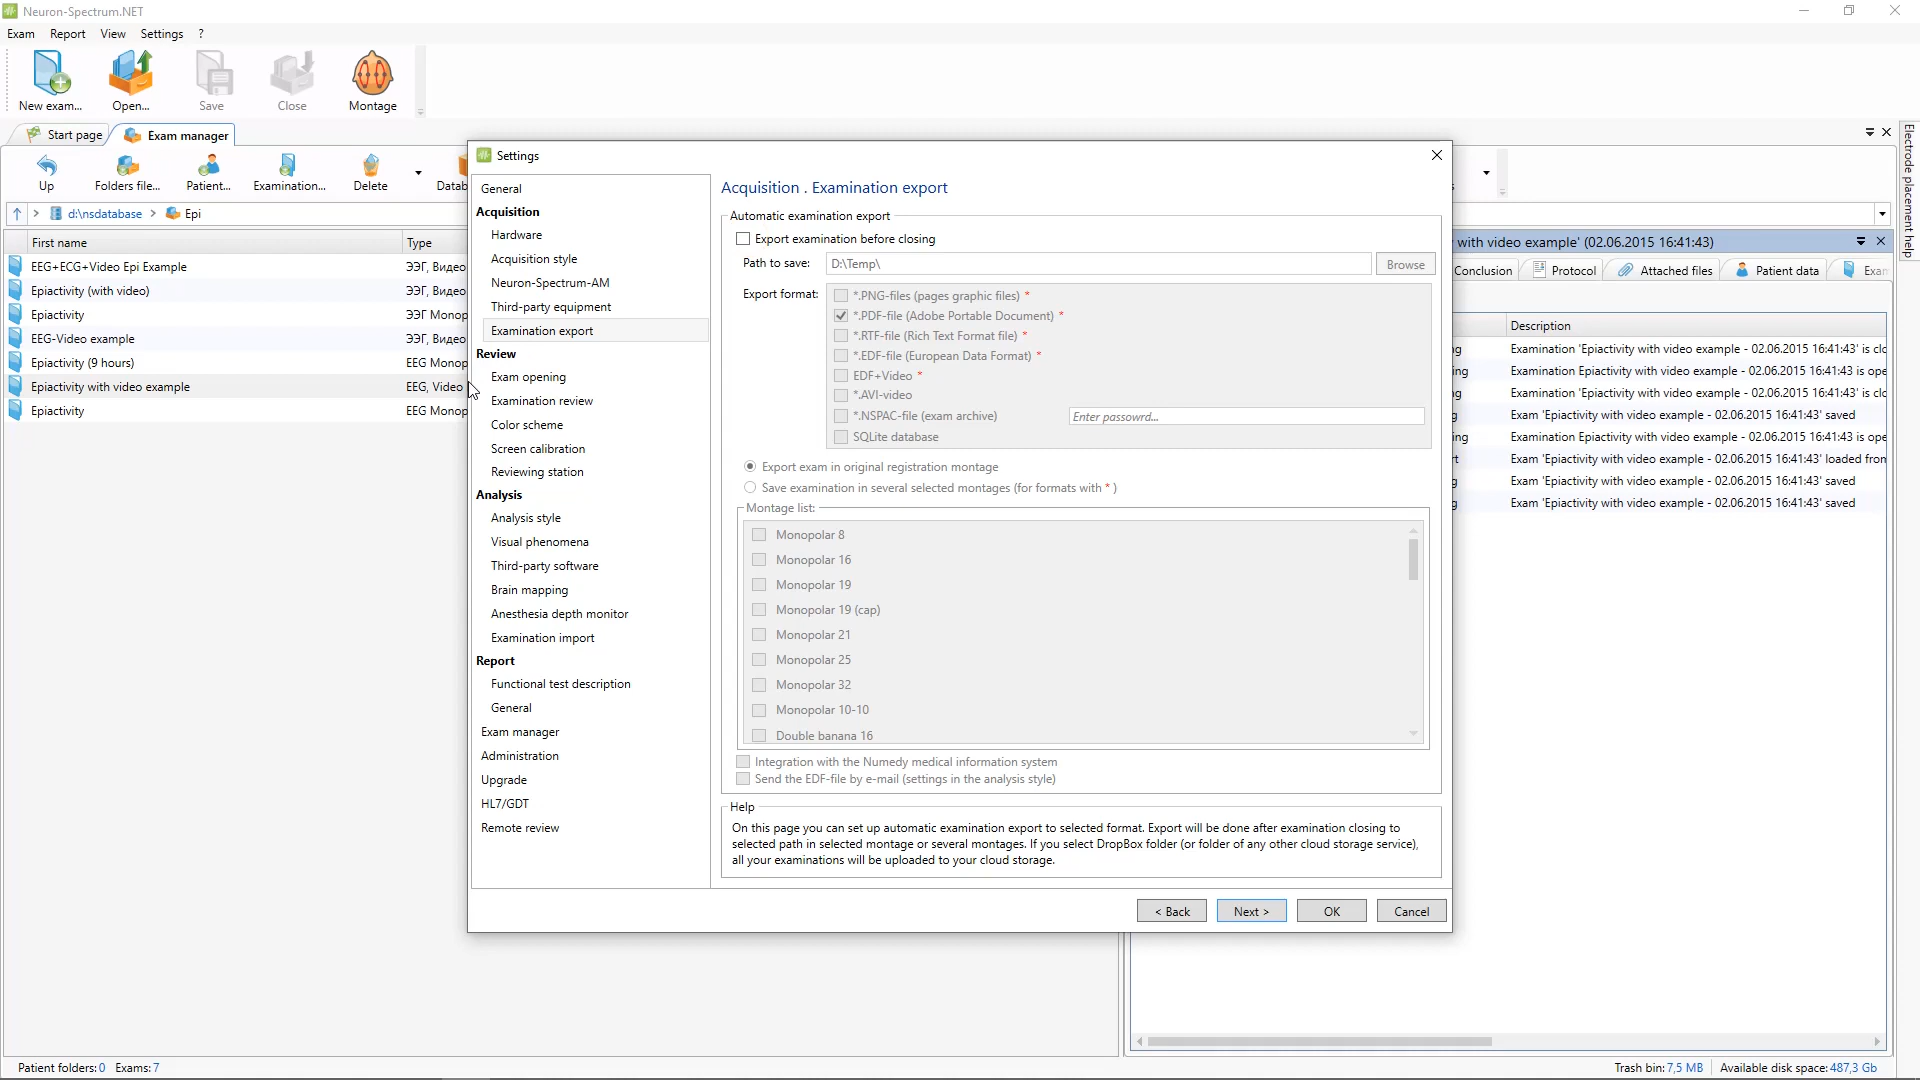 Neuron-Spectrum.NET
Exam Report View Settings ?
New exam... Open... Save Close Montage
Start page Exam manager
Up Folders file... Patient... Examination... Delete Datab
d:\nsdatabase > Epi
First name Type
EEG+ECG+Video Epi Example ЭЭГ, Видео
Epiactivity (with video) ЭЭГ, Видео
Epiactivity ЭЭГ Моноp
EEG-Video example ЭЭГ, Видео
Epiactivity (9 hours) EEG Monop
Epiactivity with video example EEG, Video
Epiactivity EEG Monop
Settings
General
Acquisition
Hardware
Acquisition style
Neuron-Spectrum-AM
Third-party equipment
Examination export
Review
Exam opening
Examination review
Color scheme
Screen calibration
Reviewing station
Analysis
Analysis style
Visual phenomena
Third-party software
Brain mapping
Anesthesia depth monitor
Examination import
Report
Functional test description
General
Exam manager
Administration
Upgrade
HL7/GDT
Remote review
Acquisition . Examination export
Automatic examination export
Export examination before closing
Path to save: D:\Temp\ Browse
Export format: *.PNG-files (pages graphic files) *
*.PDF-file (Adobe Portable Document) *
*.RTF-file (Rich Text Format file) *
*.EDF-file (European Data Format) *
EDF+Video *
*.AVI-video
*.NSPAC-file (exam archive) Enter passowrd...
SQLite database
Export exam in original registration montage
Save examination in several selected montages (for formats with * )
Montage list:
Monopolar 8
Monopolar 16
Monopolar 19
Monopolar 19 (cap)
Monopolar 21
Monopolar 25
Monopolar 32
Monopolar 10-10
Double banana 16
Integration with the Numedy medical information system
Send the EDF-file by e-mail (settings in the analysis style)
Help
On this page you can set up automatic examination export to selected format. Export will be done after examination closing to
selected path in selected montage or several montages. If you select DropBox folder (or folder of any other cloud storage service),
all your examinations will be uploaded to your cloud storage.
< Back Next > OK Cancel
with video example' (02.06.2015 16:41:43)
Conclusion Protocol Attached files Patient data Exam
Description
ng Examination 'Epiactivity with video example - 02.06.2015 16:41:43' is clo
ing Examination Epiactivity with video example - 02.06.2015 16:41:43 is ope
ng Examination 'Epiactivity with video example - 02.06.2015 16:41:43' is clo
g Exam 'Epiactivity with video example - 02.06.2015 16:41:43' saved
ing Examination Epiactivity with video example - 02.06.2015 16:41:43 is ope
rt Exam 'Epiactivity with video example - 02.06.2015 16:41:43' loaded from
g Exam 'Epiactivity with video example - 02.06.2015 16:41:43' saved
g Exam 'Epiactivity with video example - 02.06.2015 16:41:43' saved
Electrode placement help
Patient folders: 0 Exams: 7
Trash bin: 7,5 MB Available disk space: 487,3 Gb